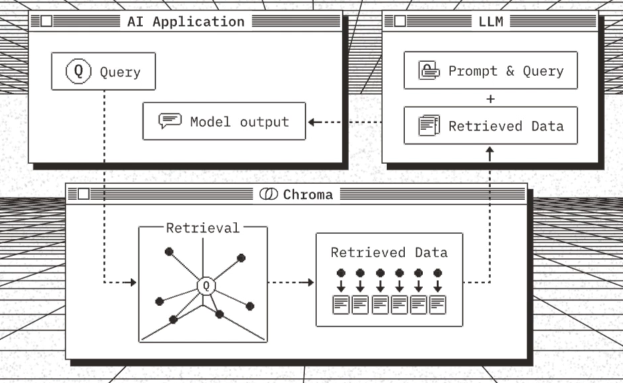 AI Application
Q Query
Model output
LLM
Prompt & Query
+
Retrieved Data
Chroma
Retrieval
Q
Retrieved Data